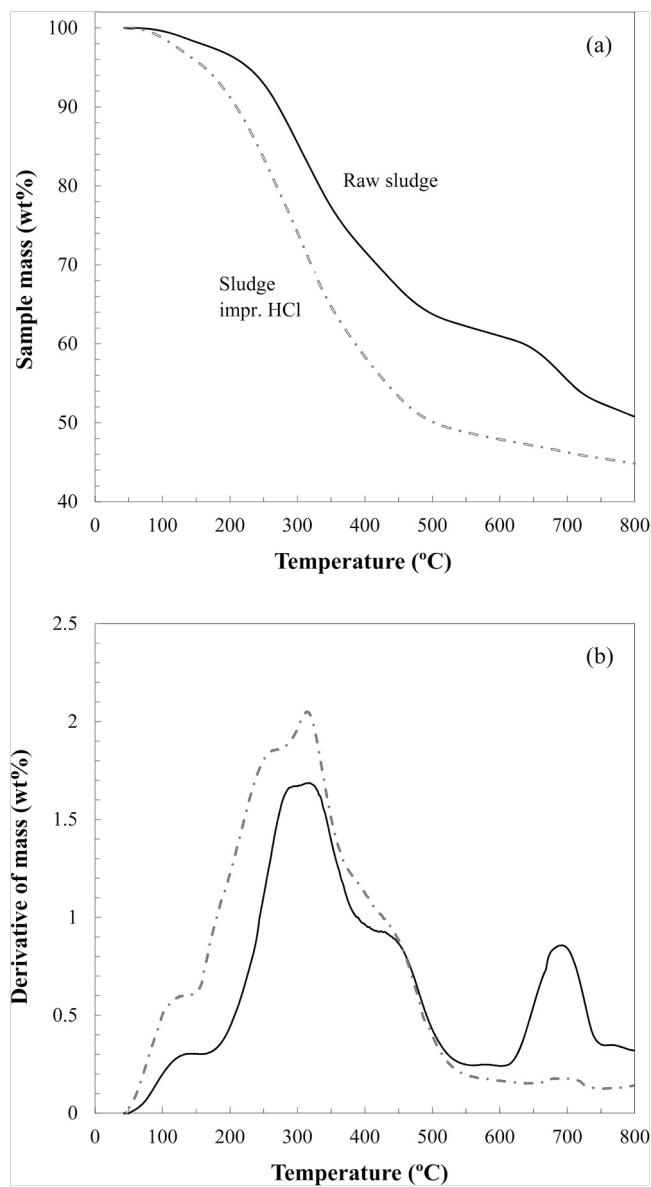 (a)
100
90
80
70
60
50
40
Sample mass (wt%)
Raw sludge
Sludge
impr. HCl
0 100 200 300 400 500 600 700 800
Temperature (ºC)
(b)
2.5
2
1.5
1
0.5
0
Derivative of mass (wt%)
0 100 200 300 400 500 600 700 800
Temperature (ºC)